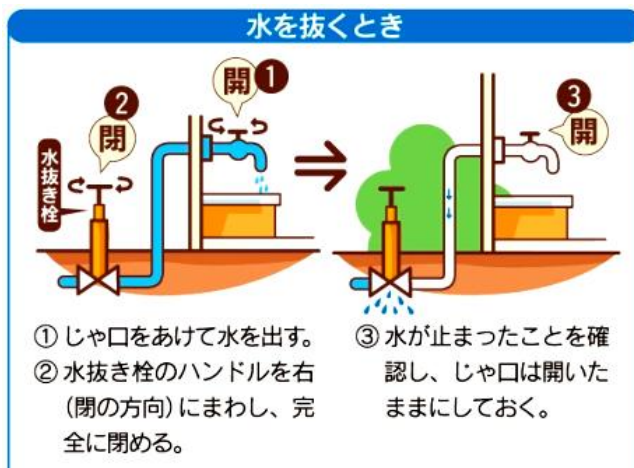 水を抜くとき
開 ①
② 閉
水抜き栓
③ 開
① じゃ口をあけて水を出す。
② 水抜き栓のハンドルを右
(閉の方向)にまわし、完
全に閉める。
③ 水が止まったことを確
認し、じゃ口は開いた
ままにしておく。